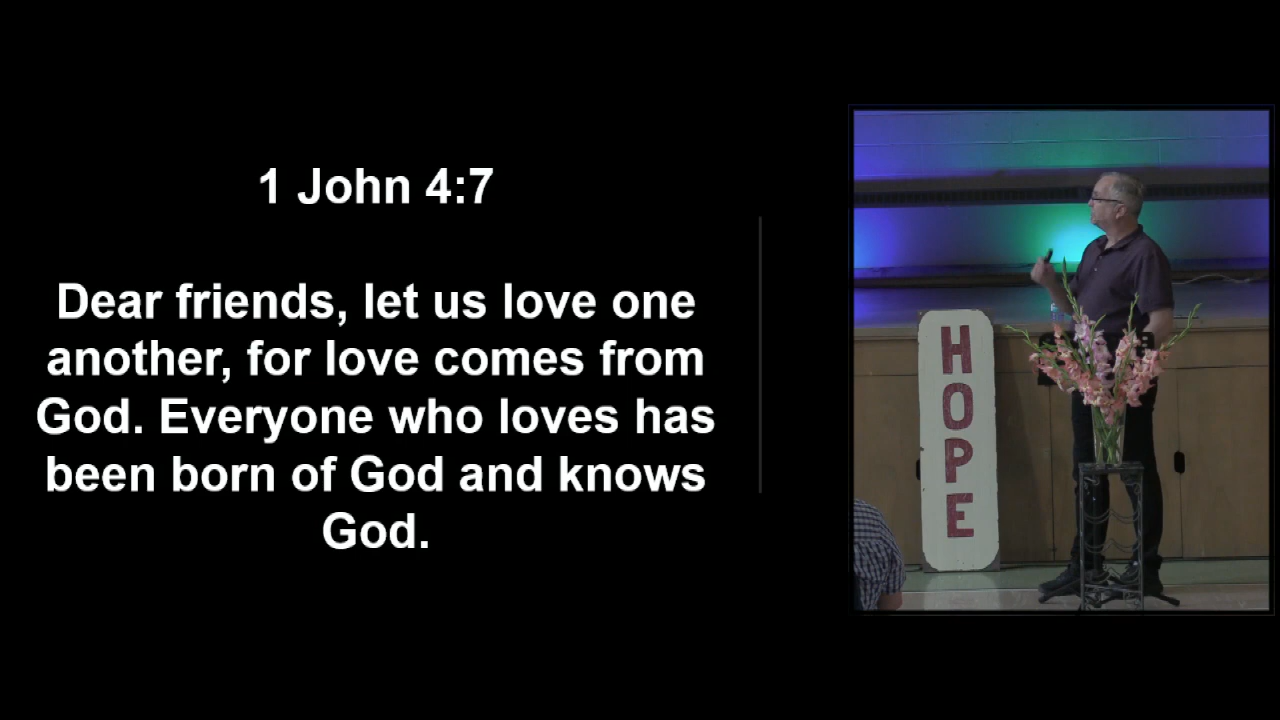 1 John 4:7
Dear friends, let us love one
another, for love comes from
God. Everyone who loves has
been born of God and knows
God.
HOPE